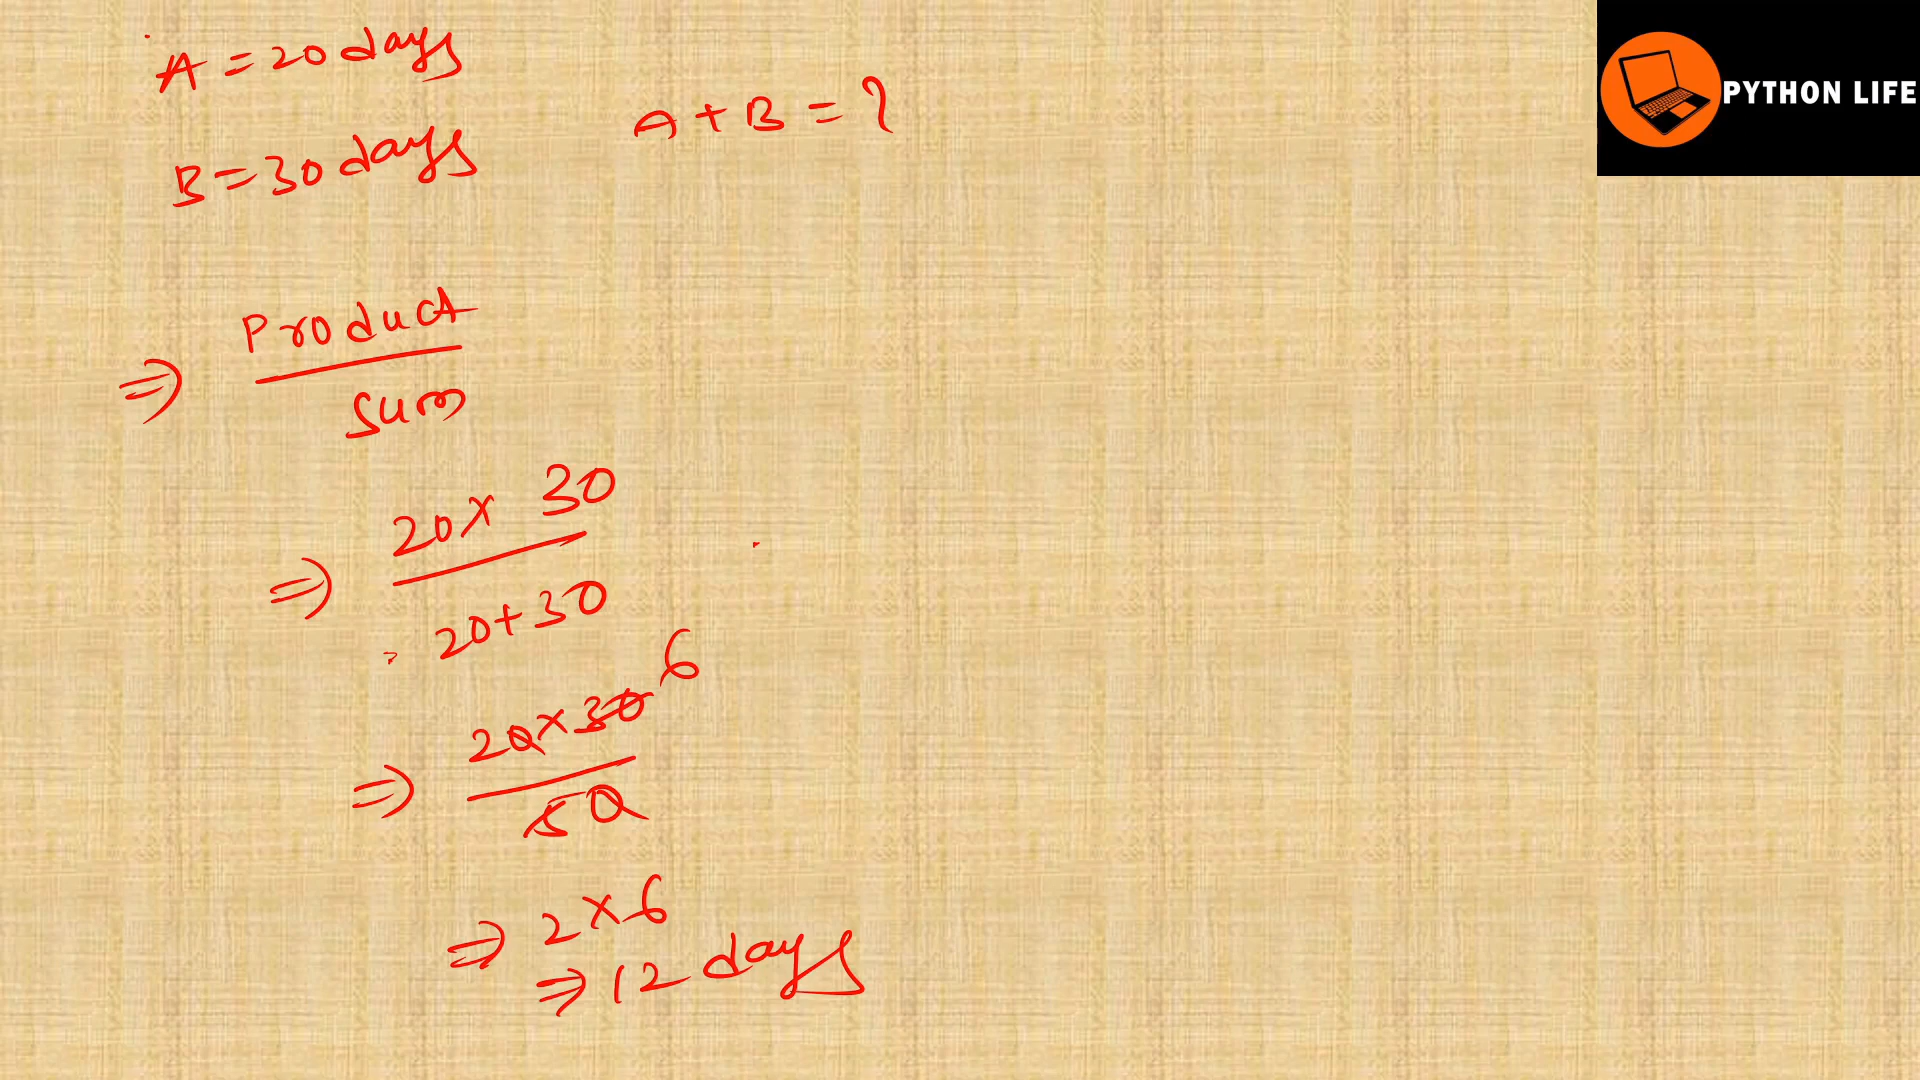 A = 20 days
B = 30 days
A + B = ?
PYTHON LIFE
⇒ Product
sum
⇒ 20 x 30
20 + 30
⇒ 20 x 30 6
50
⇒ 2 x 6
⇒ 12 days